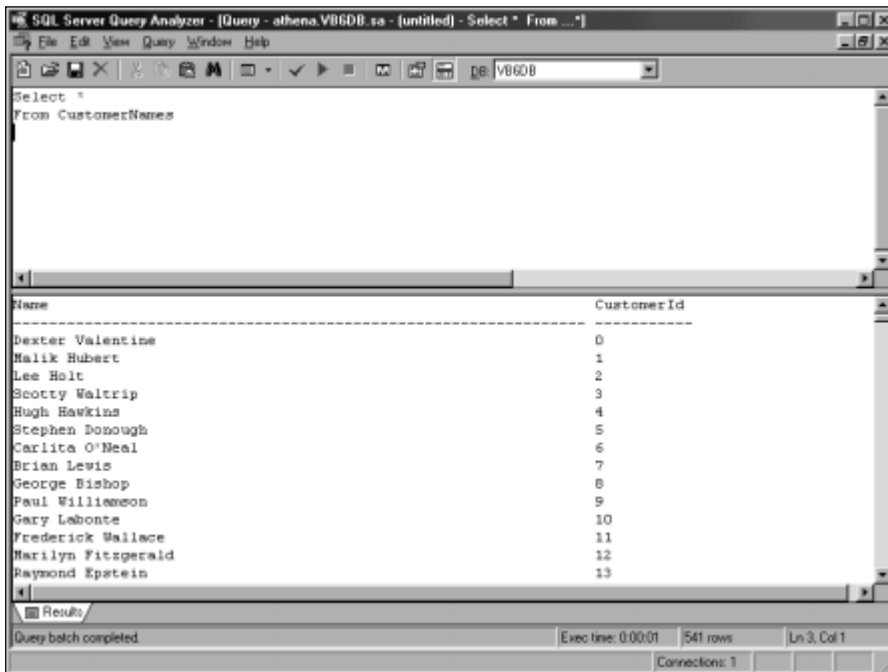 SQL Server Query Analyzer - [Query - athena.VB6DB.sa - (untitled) - Select * From ...*]
File Edit View Query Window Help
DB: VB6DB
Select *
From CustomerNames
Name CustomerId
---------------------------------------------------------------- -----------
Dexter Valentine 0
Malik Hubert 1
Lee Holt 2
Scotty Waltrip 3
Hugh Hawkins 4
Stephen Donough 5
Carlita O'Neal 6
Brian Lewis 7
George Bishop 8
Paul Williamson 9
Gary Labonte 10
Frederick Wallace 11
Marilyn Fitzgerald 12
Raymond Epstein 13
Results
Query batch completed. Exec time: 0:00:01 541 rows Ln 3, Col 1
Connections: 1